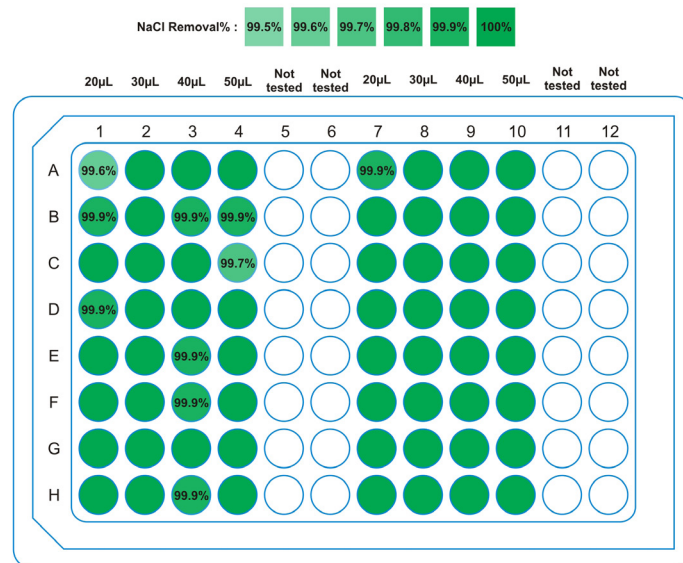 NaCl Removal% : 99.5% 99.6% 99.7% 99.8% 99.9% 100%
20µL 30µL 40µL 50µL Not tested Not tested 20µL 30µL 40µL 50µL Not tested Not tested
1 2 3 4 5 6 7 8 9 10 11 12
A 99.6% 99.9%
B 99.9% 99.9% 99.9%
C 99.7%
D 99.9%
E 99.9%
F 99.9%
G
H 99.9%